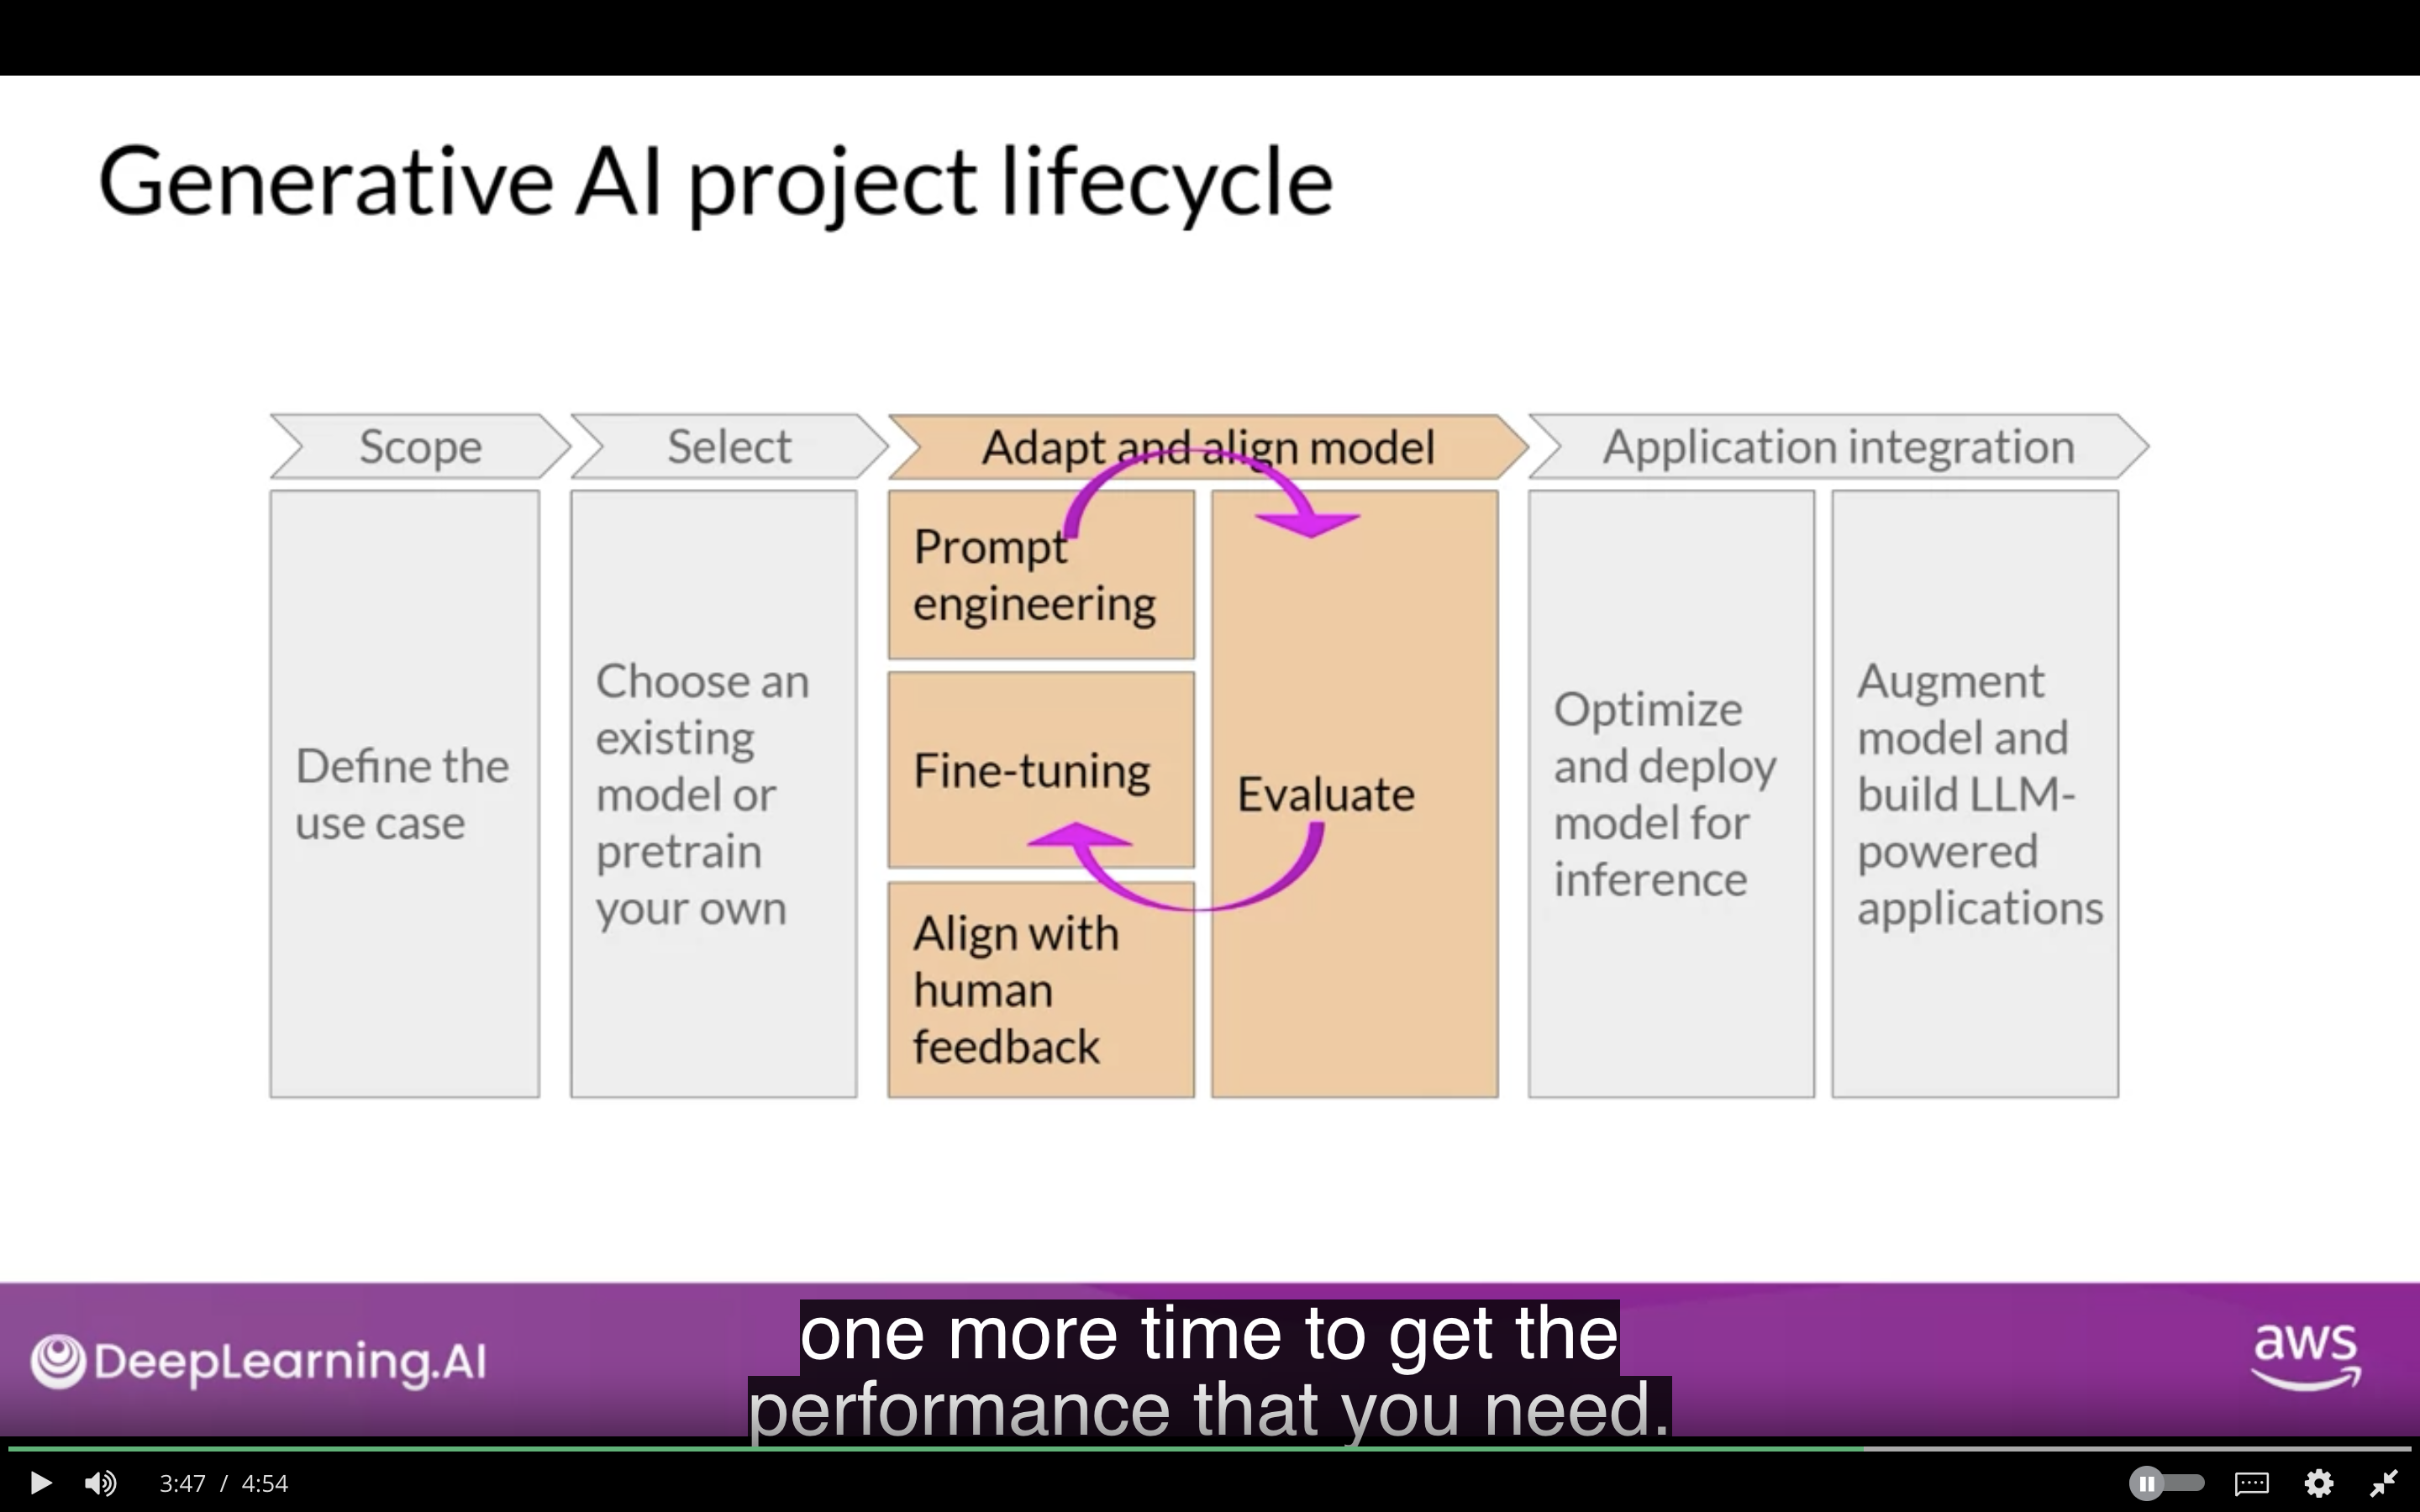 Generative AI project lifecycle
Scope
Select
Adapt and align model
Application integration
Define the
use case
Choose an
existing
model or
pretrain
your own
Prompt
engineering
Fine-tuning
Align with
human
feedback
Evaluate
Optimize
and deploy
model for
inference
Augment
model and
build LLM-
powered
applications
DeepLearning.AI
one more time to get the
performance that you need.
aws
3:47 / 4:54